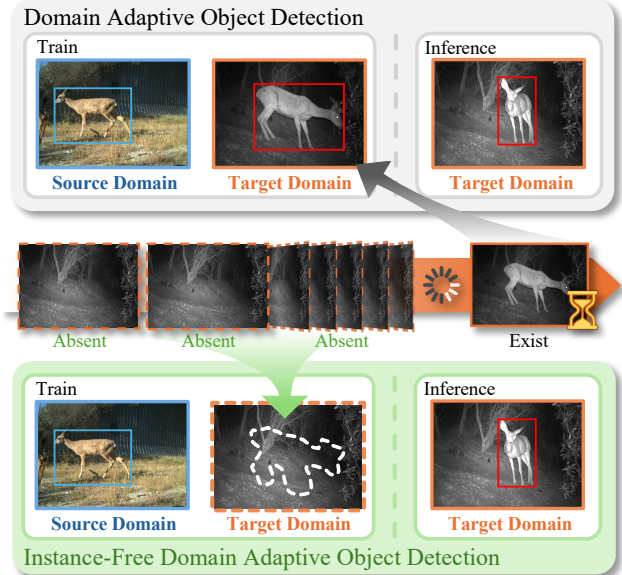 Domain Adaptive Object Detection
Train
Inference
Source Domain
Target Domain
Target Domain
Absent
Absent
Absent
Exist
Train
Inference
Source Domain
Target Domain
Target Domain
Instance-Free Domain Adaptive Object Detection